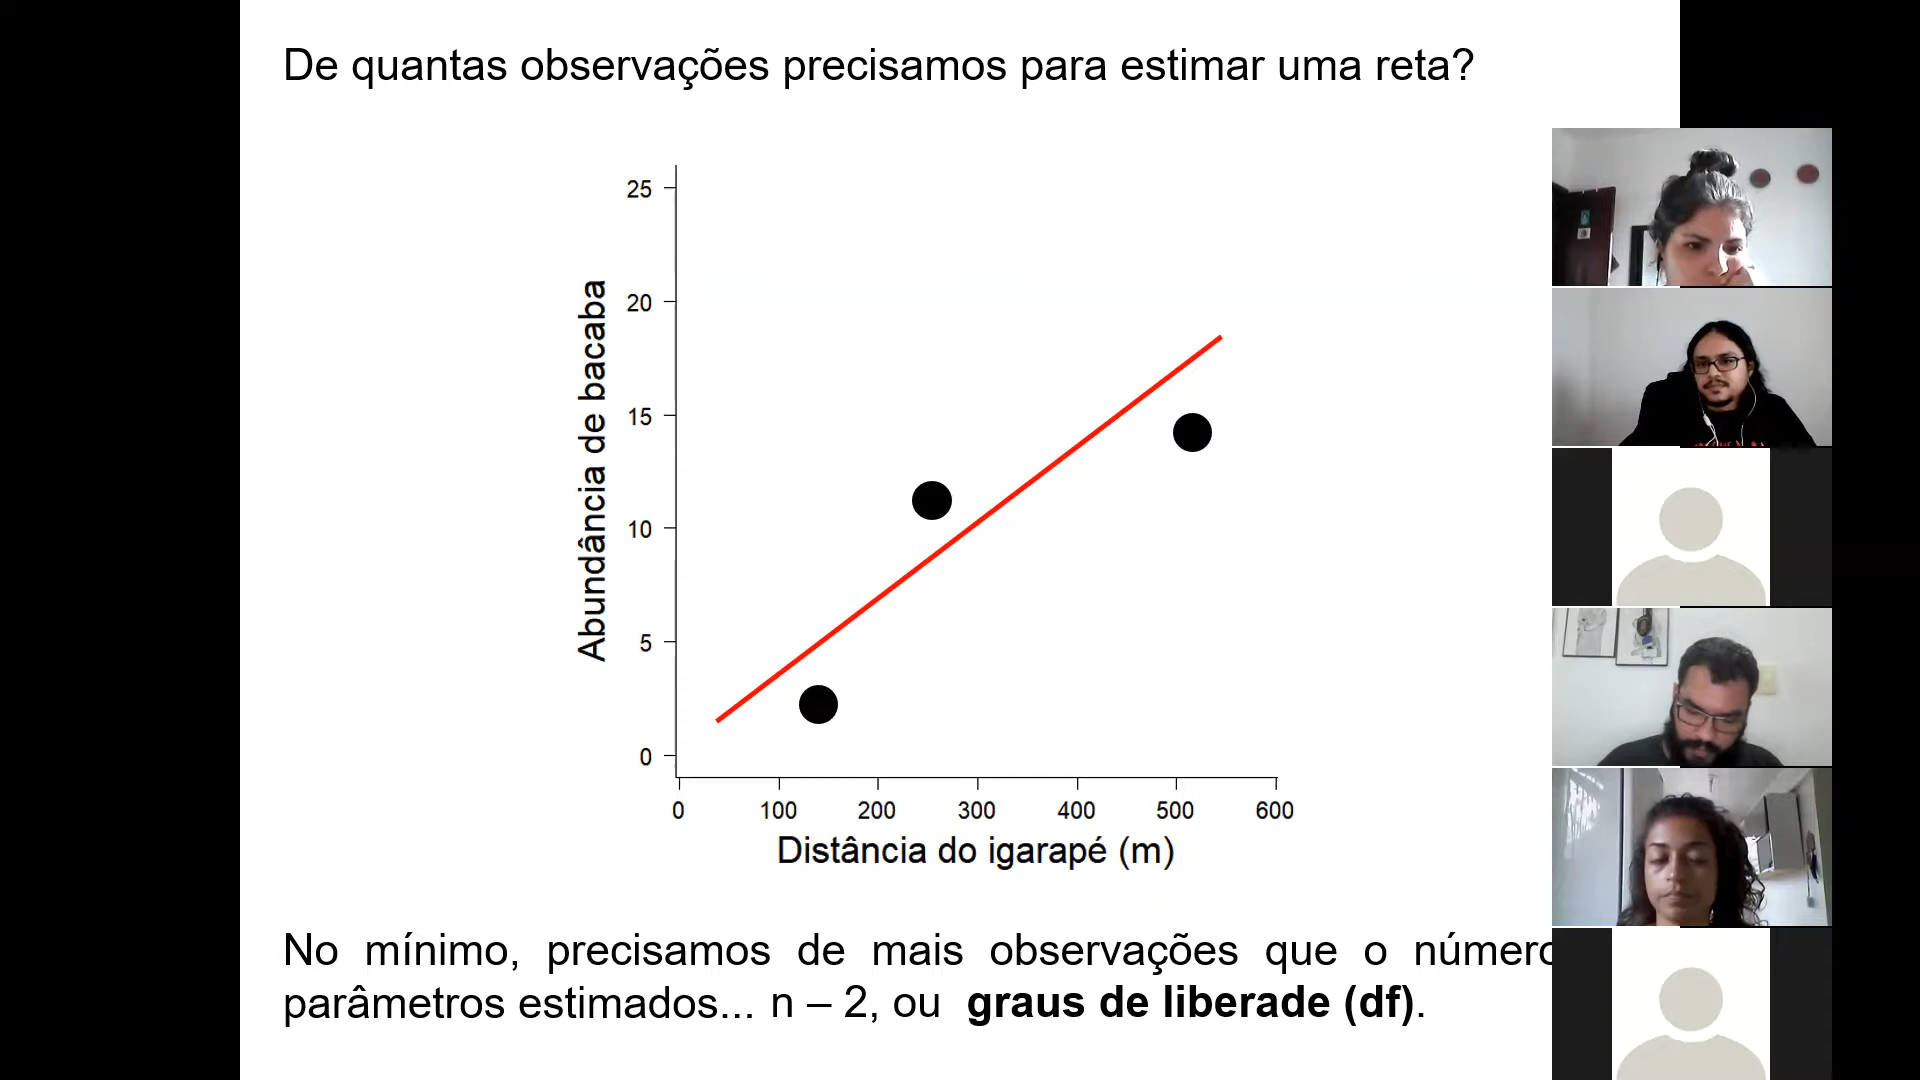 De quantas observações precisamos para estimar uma reta?
25
20
15
10
5
0
Abundância de bacaba
0 100 200 300 400 500 600
Distância do igarapé (m)
No mínimo, precisamos de mais observações que o número
parâmetros estimados... n – 2, ou graus de liberade (df).